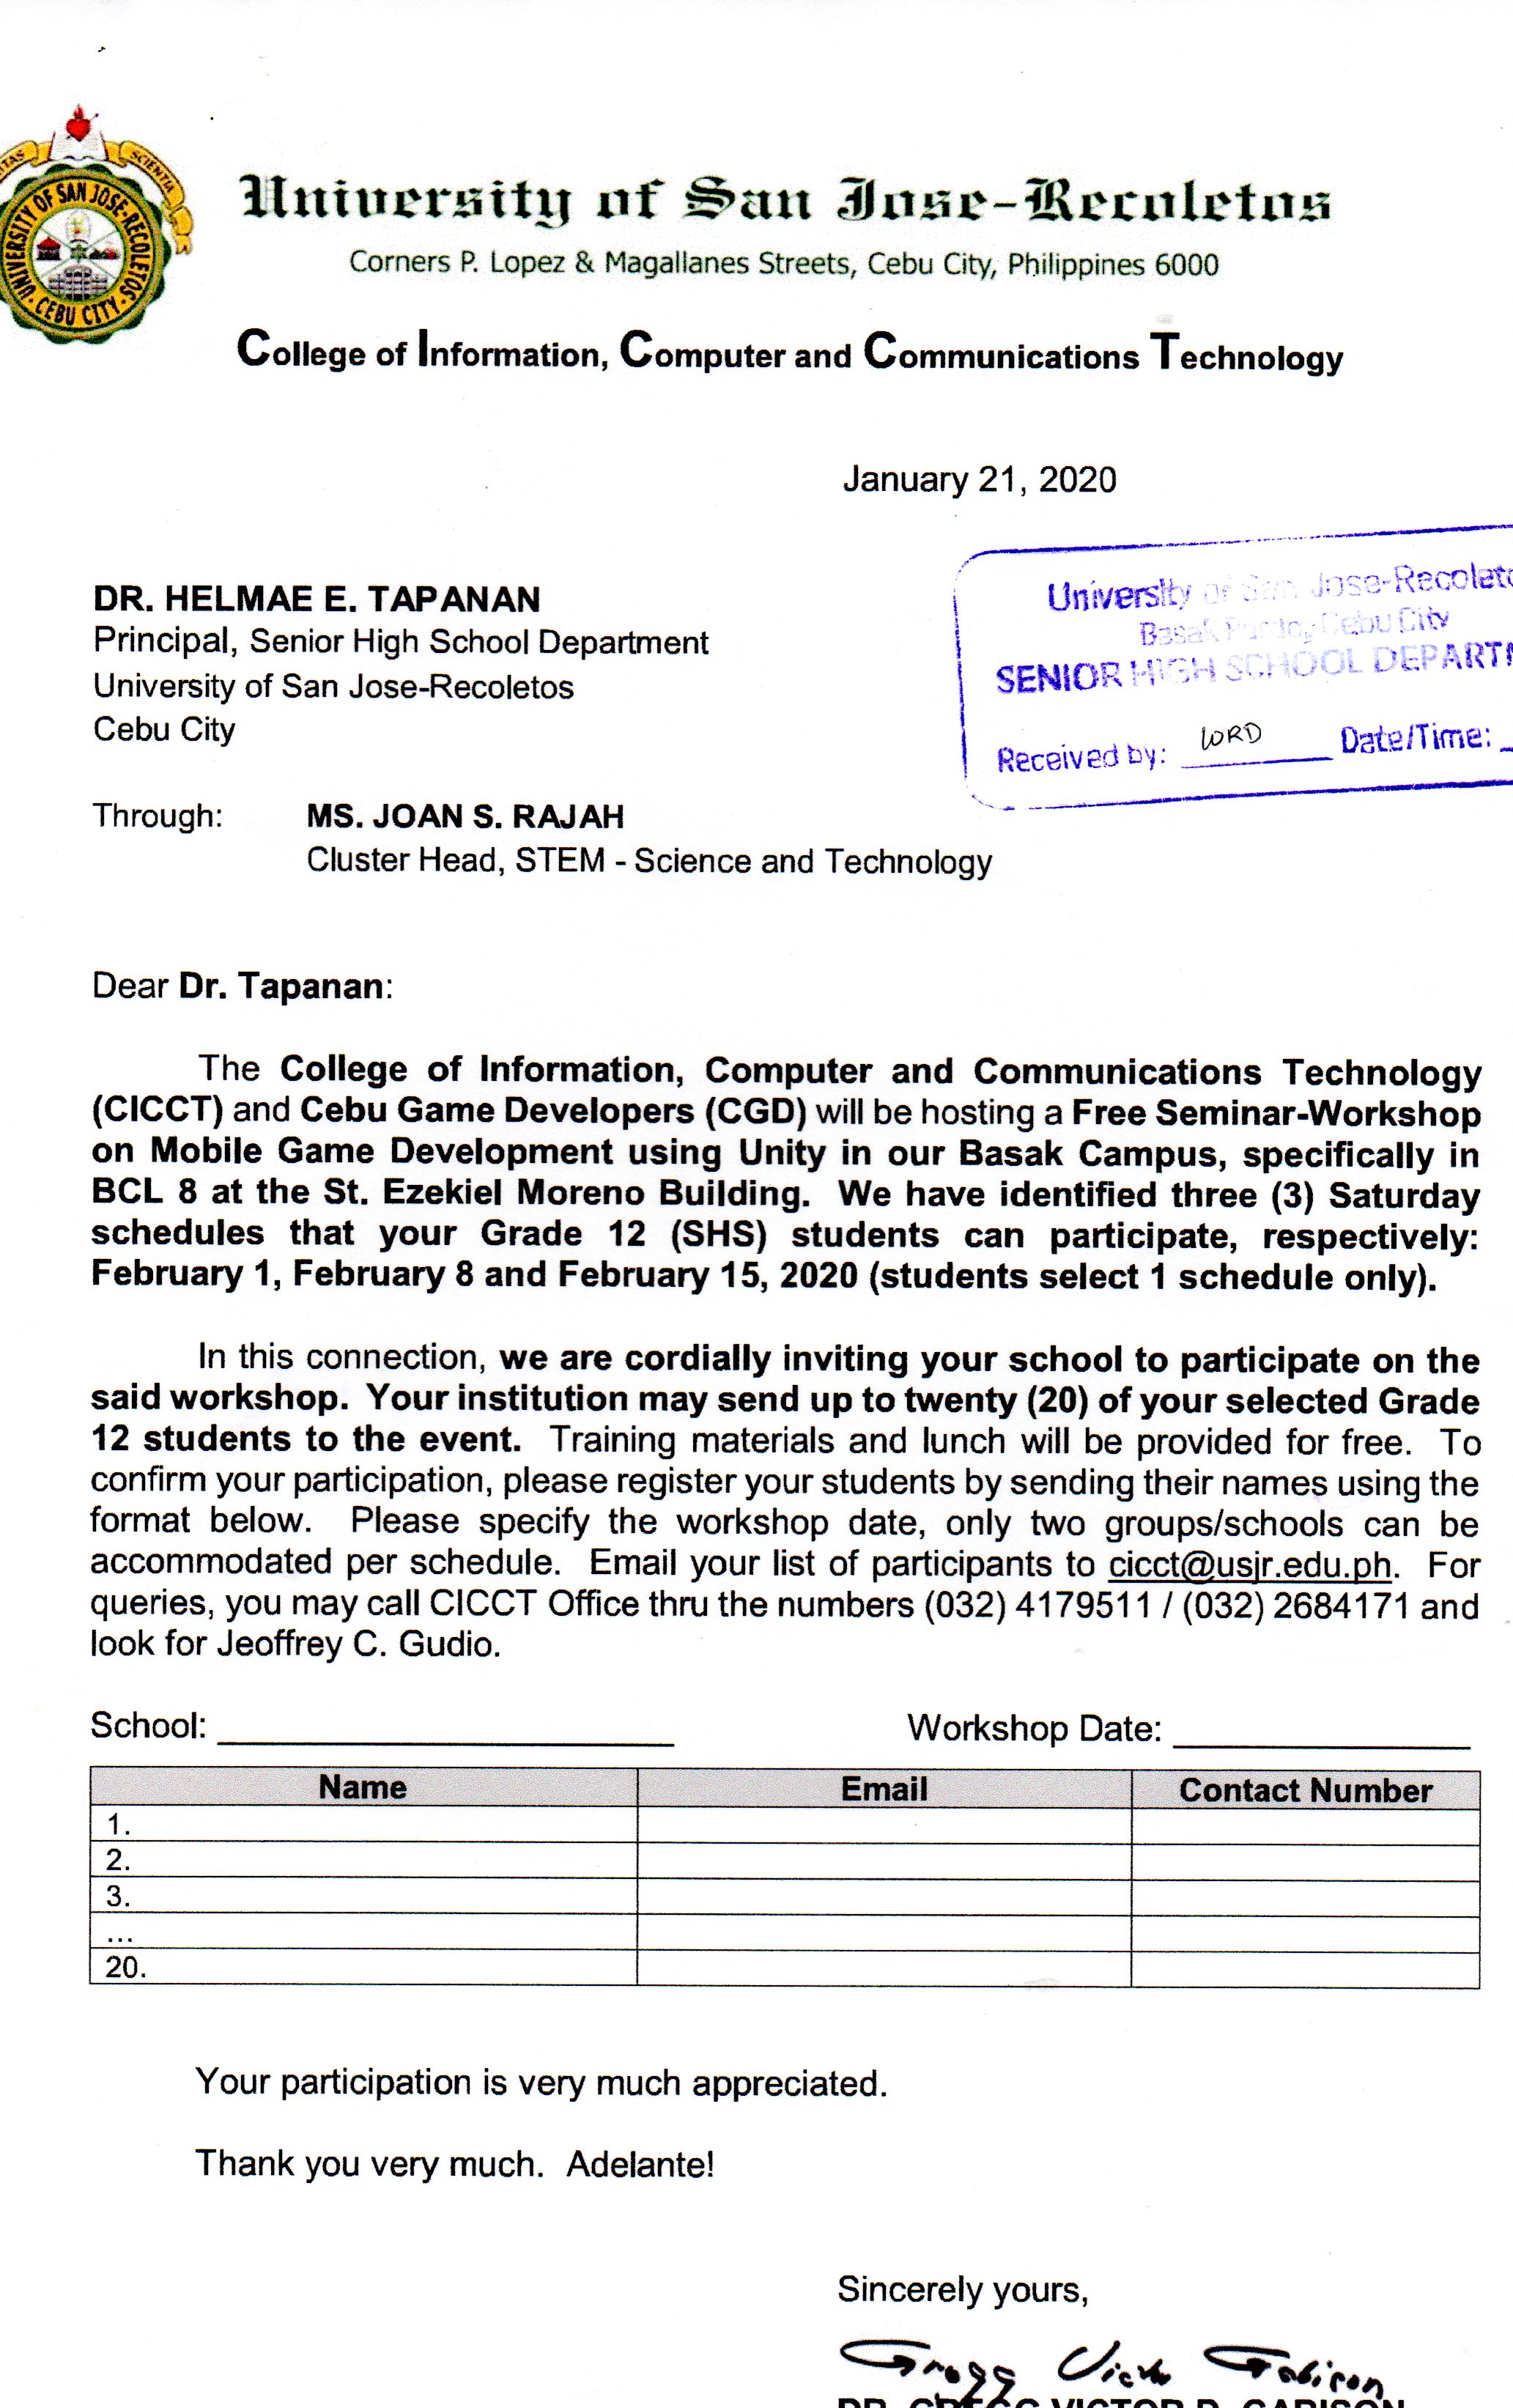 SCIENTIA
UNIVERSITY OF SAN JOSE-RECOLETOS
CEBU CITY
University of San Jose-Recoletos
Corners P. Lopez & Magallanes Streets, Cebu City, Philippines 6000
College of Information, Computer and Communications Technology
January 21, 2020
University of San Jose-Recoleto
Basak Pardo, Cebu City
SENIOR HIGH SCHOOL DEPARTM
Received by: Date/Time:
DR. HELMAE E. TAPANAN
Principal, Senior High School Department
University of San Jose-Recoletos
Cebu City
Through: MS. JOAN S. RAJAH
Cluster Head, STEM - Science and Technology
Dear Dr. Tapanan:
The College of Information, Computer and Communications Technology
(CICCT) and Cebu Game Developers (CGD) will be hosting a Free Seminar-Workshop
on Mobile Game Development using Unity in our Basak Campus, specifically in
BCL 8 at the St. Ezekiel Moreno Building. We have identified three (3) Saturday
schedules that your Grade 12 (SHS) students can participate, respectively:
February 1, February 8 and February 15, 2020 (students select 1 schedule only).
In this connection, we are cordially inviting your school to participate on the
said workshop. Your institution may send up to twenty (20) of your selected Grade
12 students to the event. Training materials and lunch will be provided for free. To
confirm your participation, please register your students by sending their names using the
format below. Please specify the workshop date, only two groups/schools can be
accommodated per schedule. Email your list of participants to cicct@usjr.edu.ph. For
queries, you may call CICCT Office thru the numbers (032) 4179511 / (032) 2684171 and
look for Jeoffrey C. Gudio.
School: Workshop Date:
Name Email Contact Number
1.
2.
3.
...
20.
Your participation is very much appreciated.
Thank you very much. Adelante!
Sincerely yours,
Gregg Victor Gabison
DR. GREGG VICTOR D. GABISON